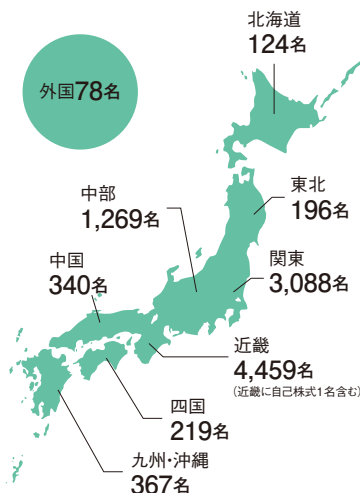 北海道
124名
外国78名
東北
196名
中部
1,269名
関東
3,088名
中国
340名
近畿
4,459名
(近畿に自己株式1名含む)
四国
219名
九州・沖縄
367名